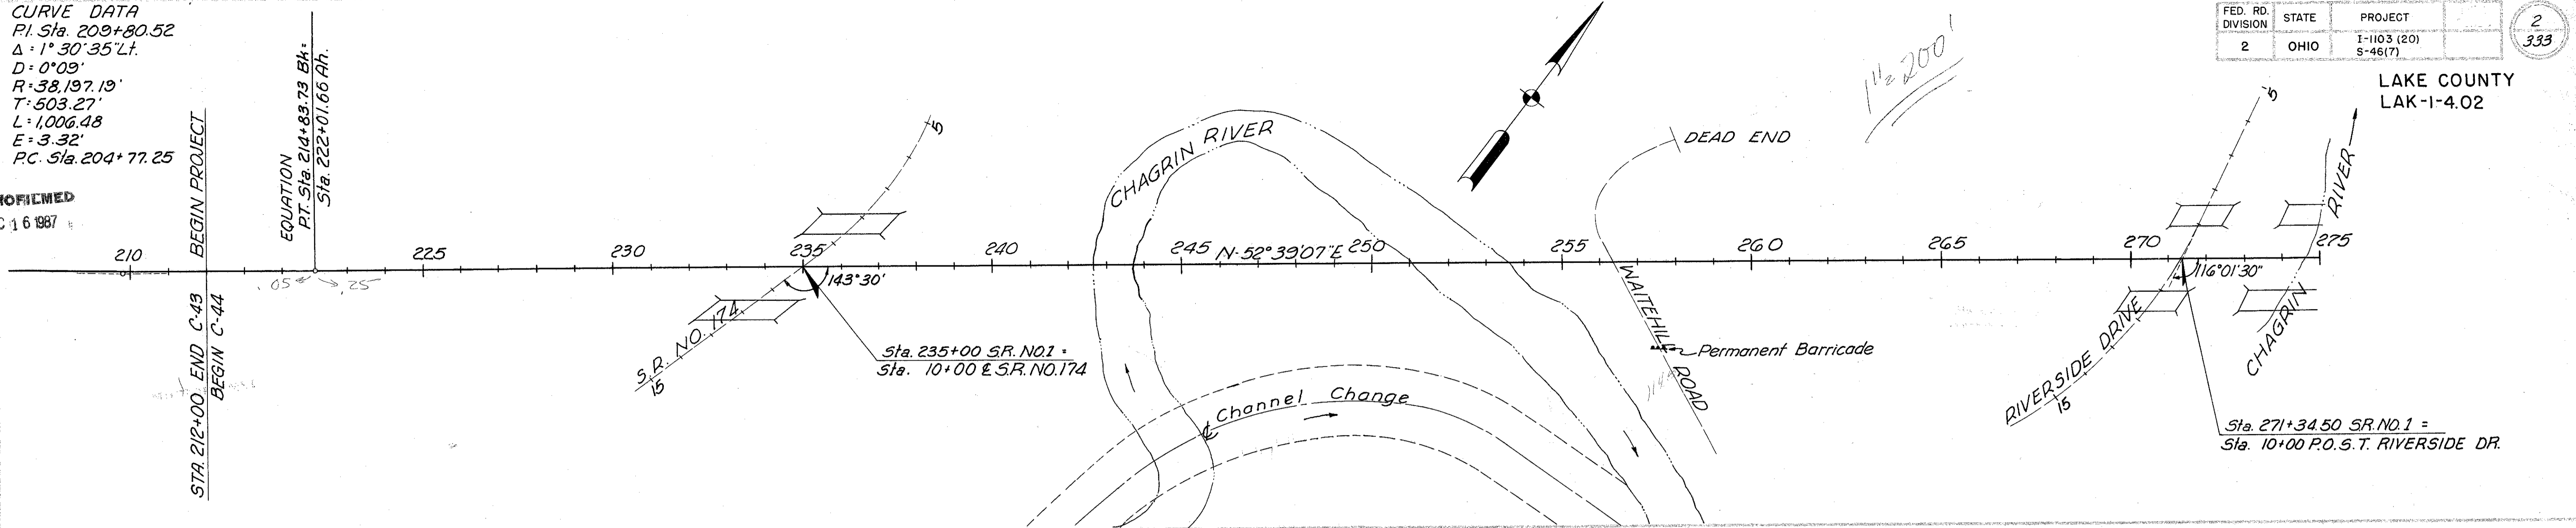 CURVE DATA
P.I. Sta. 209+80.52
Δ = 1° 30' 35" Lt.
D = 0°09'
R = 38,197.19'
T = 503.27'
L = 1,006.48
E = 3.32'
P.C. Sta. 204+77.25
16 1987
BEGIN PROJECT
STA. 212+00 END C-43
BEGIN C-44
EQUATION
P.T. Sta. 214+83.73 Bk =
Sta. 222+01.66 Ah.
210
225
230
235
240
245
N-52°39'07"E
250
255
260
265
270
275
50'
52'
5
143°30'
S.R. NO. 174
15
Sta. 235+00 S.R. NO.1 =
Sta. 10+00 ℄ S.R. NO.174
CHAGRIN RIVER
℄ Channel Change
1"= 200'
DEAD END
WAITEHILL ROAD
Permanent Barricade
5
116°01'30"
RIVERSIDE DRIVE
15
CHAGRIN RIVER
Sta. 271+34.50 S.R. NO. 1 =
Sta. 10+00 P.O.S.T. RIVERSIDE DR.
FED. RD. DIVISION STATE PROJECT
2 OHIO I-1103 (20)
S-46(7)
2
333
LAKE COUNTY
LAK-1-4.02